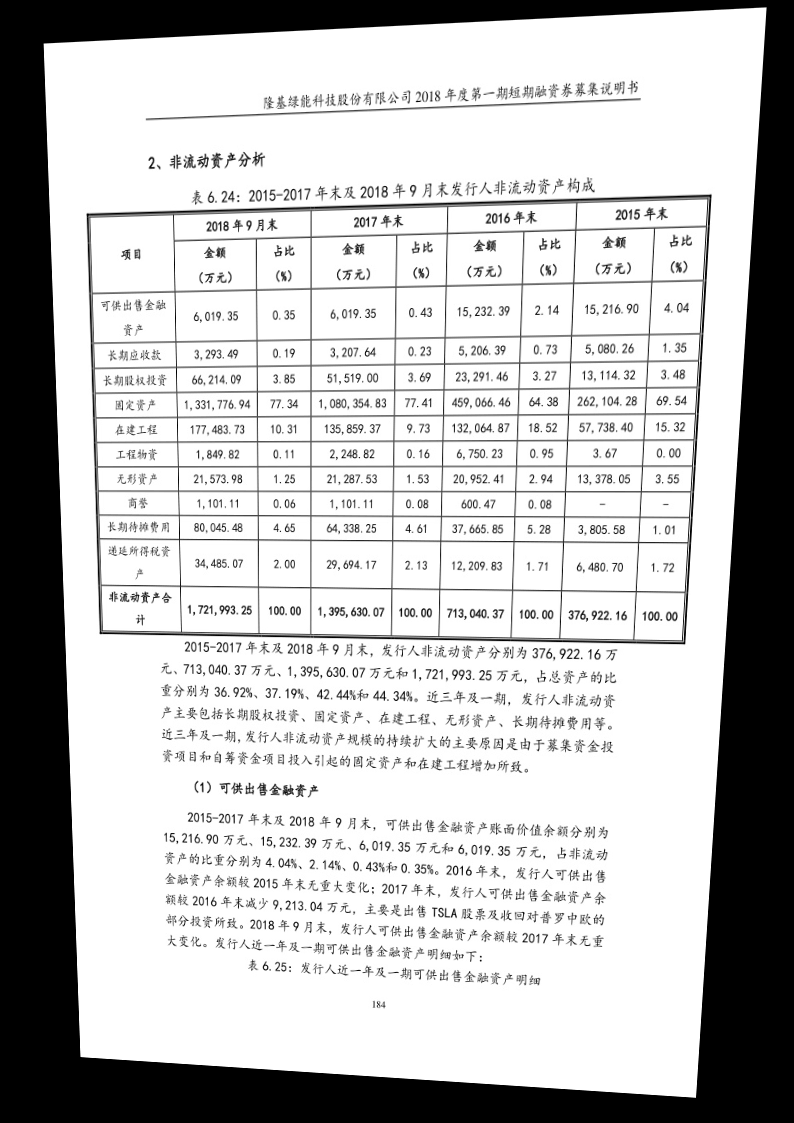 隆基绿能科技股份有限公司 2018 年度第一期短期融资券募集说明书
2、非流动资产分析
表 6.24：2015-2017 年末及 2018 年 9 月末发行人非流动资产构成
项目 2018 年 9 月末 2017 年末 2016 年末 2015 年末
金额 占比 金额 占比 金额 占比 金额 占比
（万元） （%） （万元） （%） （万元） （%） （万元） （%）
可供出售金融
资产 6,019.35 0.35 6,019.35 0.43 15,232.39 2.14 15,216.90 4.04
长期应收款 3,293.49 0.19 3,207.64 0.23 5,206.39 0.73 5,080.26 1.35
长期股权投资 66,214.09 3.85 51,519.00 3.69 23,291.46 3.27 13,114.32 3.48
固定资产 1,331,776.94 77.34 1,080,354.83 77.41 459,066.46 64.38 262,104.28 69.54
在建工程 177,483.73 10.31 135,859.37 9.73 132,064.87 18.52 57,738.40 15.32
工程物资 1,849.82 0.11 2,248.82 0.16 6,750.23 0.95 3.67 0.00
无形资产 21,573.98 1.25 21,287.53 1.53 20,952.41 2.94 13,378.05 3.55
商誉 1,101.11 0.06 1,101.11 0.08 600.47 0.08 - -
长期待摊费用 80,045.48 4.65 64,338.25 4.61 37,665.85 5.28 3,805.58 1.01
递延所得税资
产 34,485.07 2.00 29,694.17 2.13 12,209.83 1.71 6,480.70 1.72
非流动资产合
计 1,721,993.25 100.00 1,395,630.07 100.00 713,040.37 100.00 376,922.16 100.00
2015-2017 年末及 2018 年 9 月末，发行人非流动资产分别为 376,922.16 万
元、713,040.37 万元、1,395,630.07 万元和 1,721,993.25 万元，占总资产的比
重分别为 36.92%、37.19%、42.44%和 44.34%。近三年及一期，发行人非流动资
产主要包括长期股权投资、固定资产、在建工程、无形资产、长期待摊费用等。
近三年及一期，发行人非流动资产规模的持续扩大的主要原因是由于募集资金投
资项目和自筹资金项目投入引起的固定资产和在建工程增加所致。
（1）可供出售金融资产
2015-2017 年末及 2018 年 9 月末，可供出售金融资产账面价值余额分别为
15,216.90 万元、15,232.39 万元、6,019.35 万元和 6,019.35 万元，占非流动
资产的比重分别为 4.04%、2.14%、0.43%和 0.35%。2016 年末，发行人可供出售
金融资产余额较 2015 年末无重大变化；2017 年末，发行人可供出售金融资产余
额较 2016 年末减少 9,213.04 万元，主要是出售 TSLA 股票及收回对普罗中欧的
部分投资所致。2018 年 9 月末，发行人可供出售金融资产余额较 2017 年末无重
大变化。发行人近一年及一期可供出售金融资产明细如下：
表 6.25：发行人近一年及一期可供出售金融资产明细
184